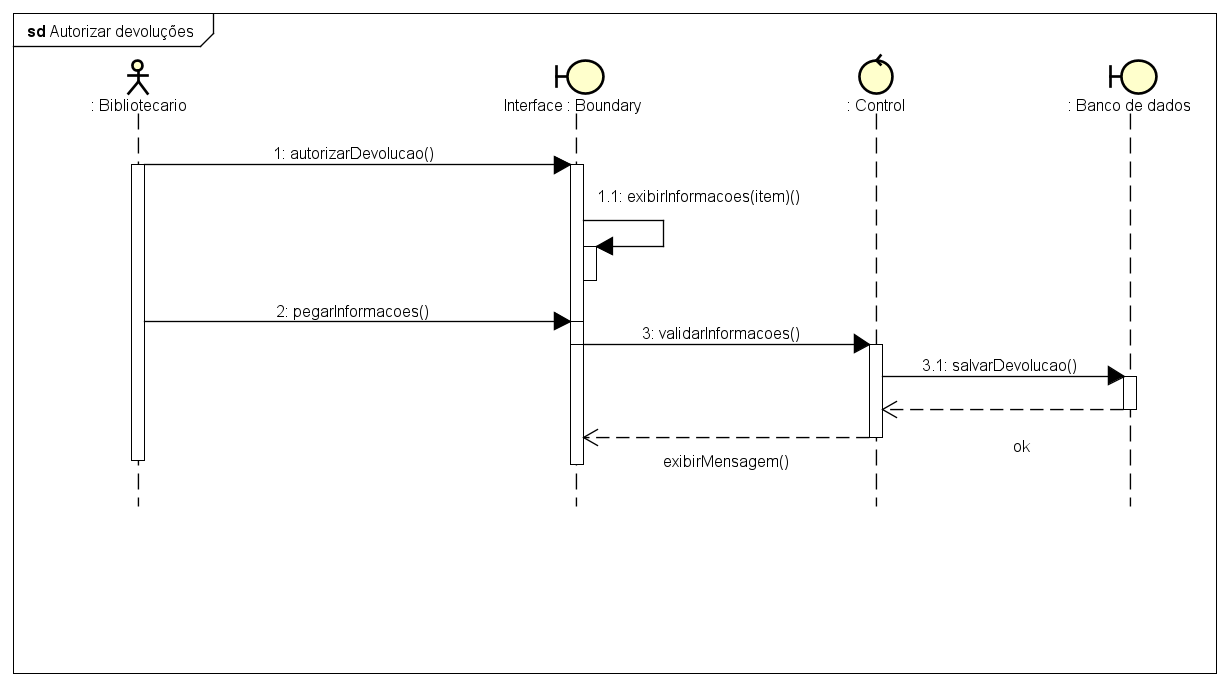 sd Autorizar devoluções
: Bibliotecario
Interface : Boundary
: Control
: Banco de dados
1: autorizarDevolucao()
1.1: exibirInformacoes(item)()
2: pegarInformacoes()
3: validarInformacoes()
3.1: salvarDevolucao()
ok
exibirMensagem()